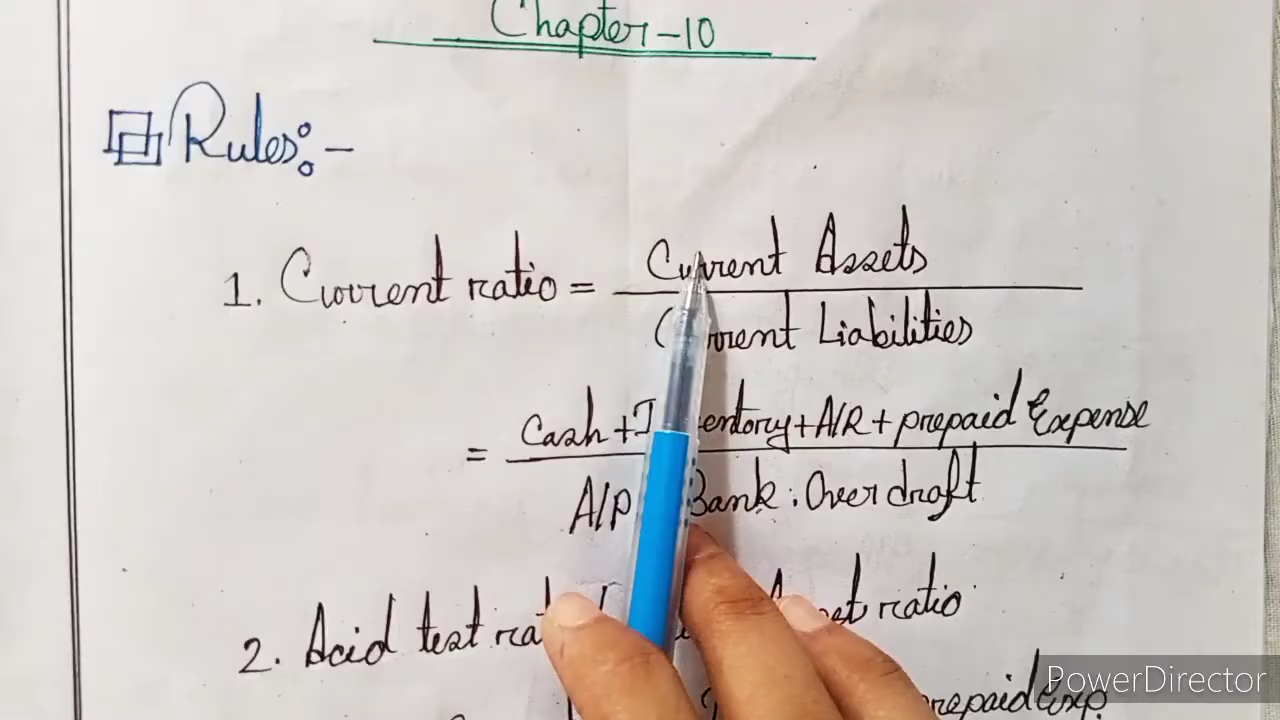 Chapter-10
Rules:-
1. Current ratio = Current Assets
Current Liabilities
= Cash + Inventory + A/R + prepaid Expense
A/P Bank . Overdraft
2. Acid test ratio
prepaid Exp.
PowerDirector